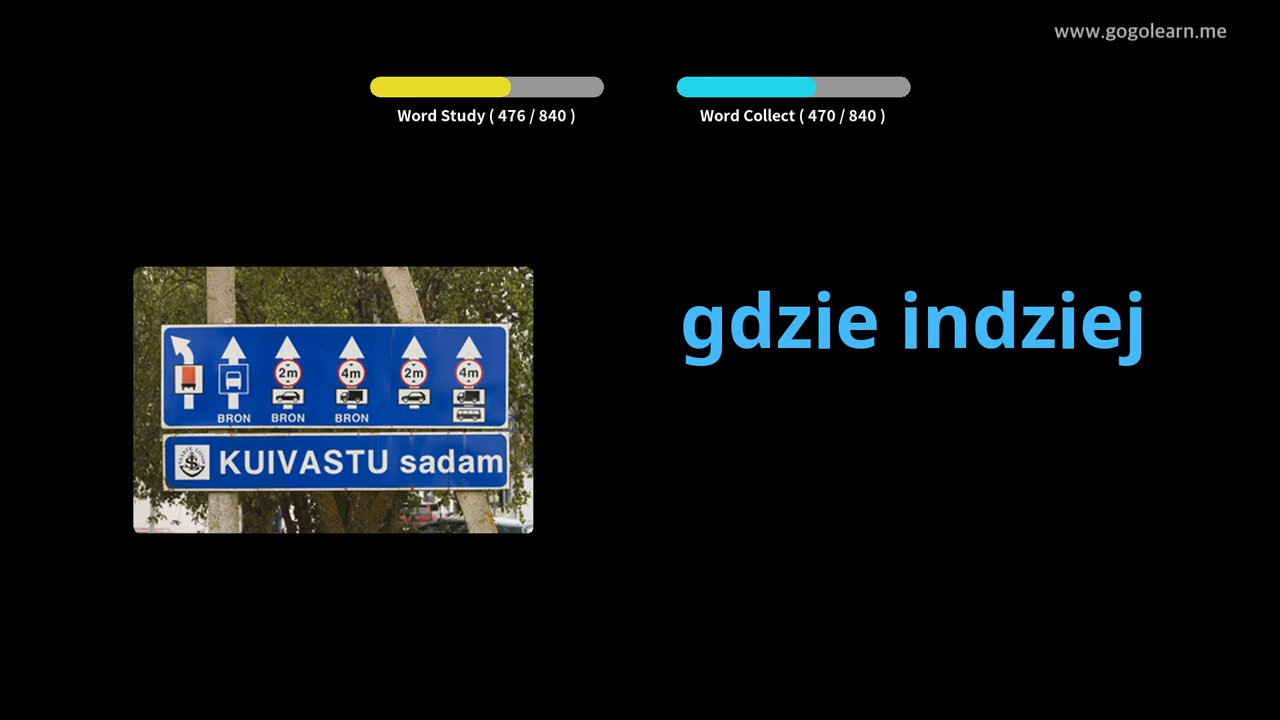 www.gogolearn.me
Word Study ( 476 / 840 )
Word Collect ( 470 / 840 )
gdzie indziej
2m 4m 2m 4m
BRON BRON BRON
KUIVASTU sadam